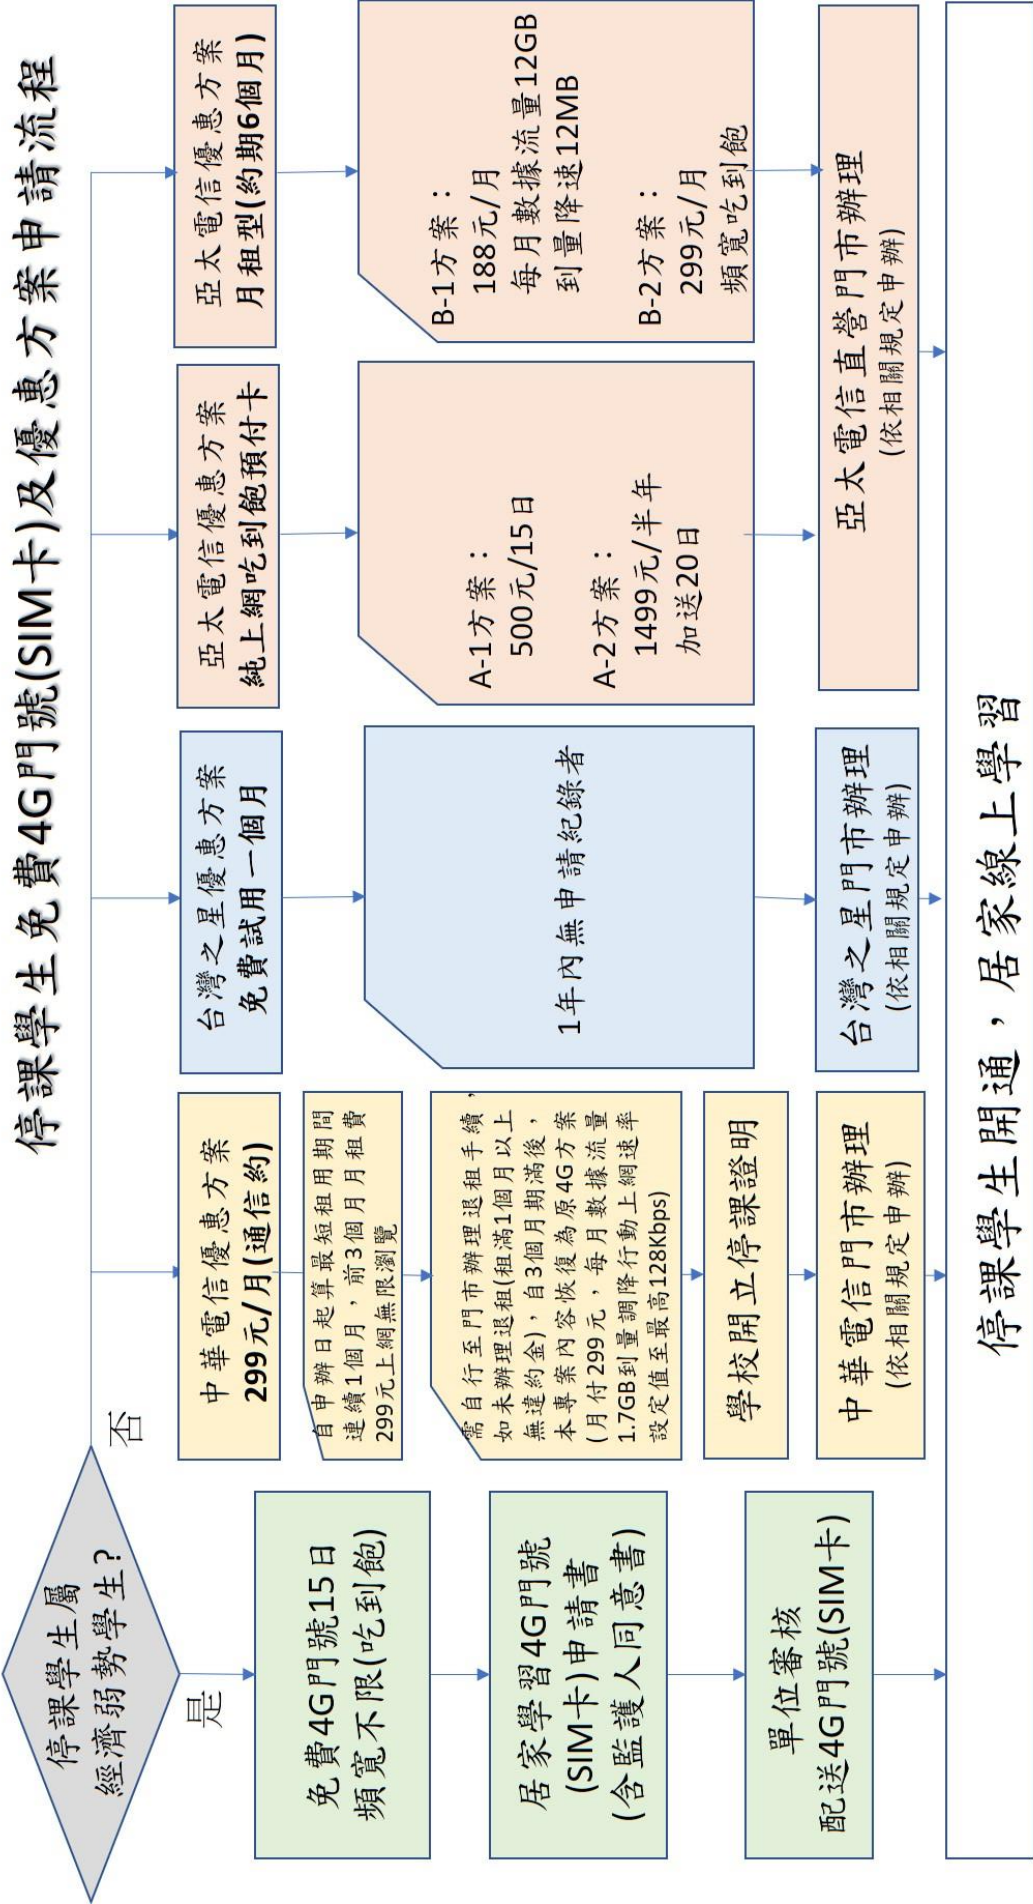 停課學生免費4G門號(SIM卡)及優惠方案申請流程
停課學生屬
經濟弱勢學生?
是
否
免費4G門號15日
頻寬不限(吃到飽)
居家學習4G門號
(SIM卡)申請書
(含監護人同意書)
單位審核
配送4G門號(SIM卡)
中華電信優惠方案
299元/月(通信約)
自申辦日起算最短租用期間
連續1個月，前3個月月租費
299元上網無限瀏覽
需自行至門市辦理退租手續，
如未辦理退租(租滿1個月以上
無違約金)，自3個月期滿後，
本專案內容恢復為原4G方案
(月付299元，每月數據流量
1.7GB到量調降行動上網速率
設定值至最高128Kbps)
學校開立停課證明
中華電信門市辦理
(依相關規定申辦)
台灣之星優惠方案
免費試用一個月
1年內無申請紀錄者
台灣之星門市辦理
(依相關規定申辦)
亞太電信優惠方案
純上網吃到飽預付卡
A-1方案：
500元/15日
A-2方案：
1499元/半年
加送20日
亞太電信優惠方案
月租型(約期6個月)
B-1方案：
188元/月
每月數據流量12GB
到量降速12MB
B-2方案：
299元/月
頻寬吃到飽
亞太電信直營門市辦理
(依相關規定申辦)
停課學生開通，居家線上學習